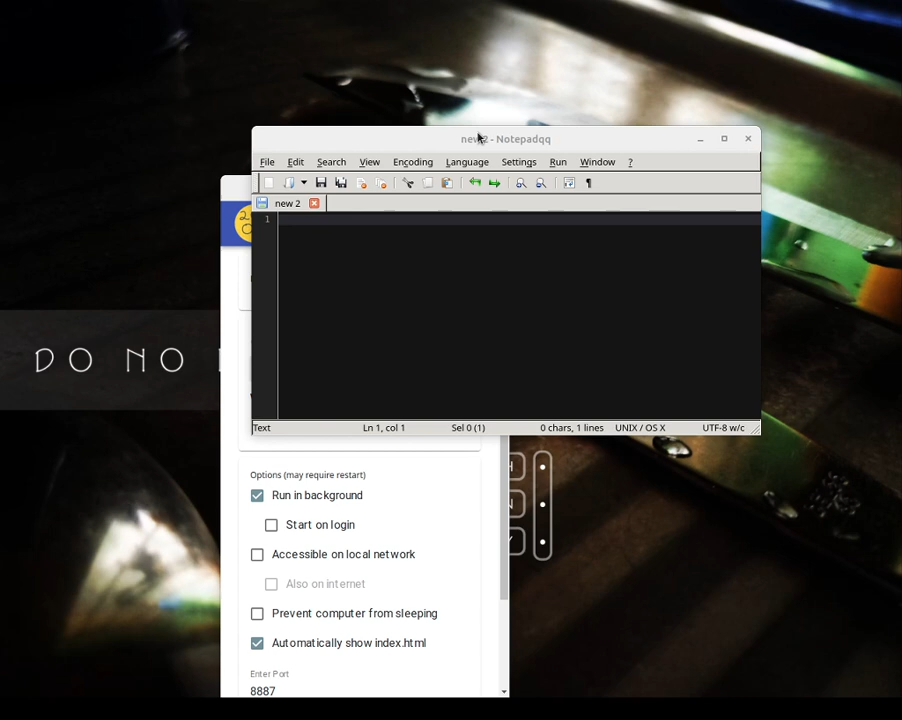 new 2 - Notepadqq
File Edit Search View Encoding Language Settings Run Window ?
new 2
1
DO NO
Text Ln 1, col 1 Sel 0 (1) 0 chars, 1 lines UNIX / OS X UTF-8 w/c
Options (may require restart)
Run in background
Start on login
Accessible on local network
Also on internet
Prevent computer from sleeping
Automatically show index.html
Enter Port
8887